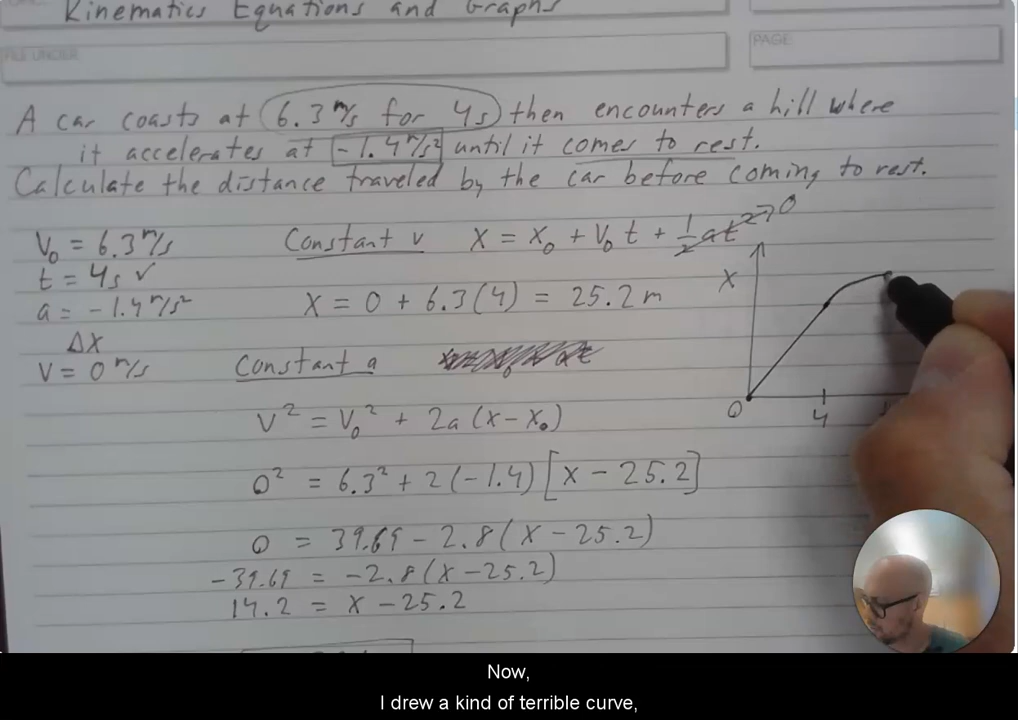 Kinematics Equations and Graphs
FILE UNDER:
PAGE:
A car coasts at 6.3 m/s for 4s then encounters a hill where
it accelerates at -1.4 m/s² until it comes to rest.
Calculate the distance traveled by the car before coming to rest.
V₀ = 6.3 m/s
t = 4s ✓
a = -1.4 m/s²
ΔX
V = 0 m/s
Constant v X = X₀ + V₀ t + ½at² → 0
X = 0 + 6.3(4) = 25.2 m
Constant a
V² = V₀² + 2a(x-x₀)
0² = 6.3² + 2(-1.4)[x - 25.2]
0 = 39.69 - 2.8(x - 25.2)
-39.69 = -2.8(x-25.2)
14.2 = x - 25.2
X
0
4
Now,
I drew a kind of terrible curve,